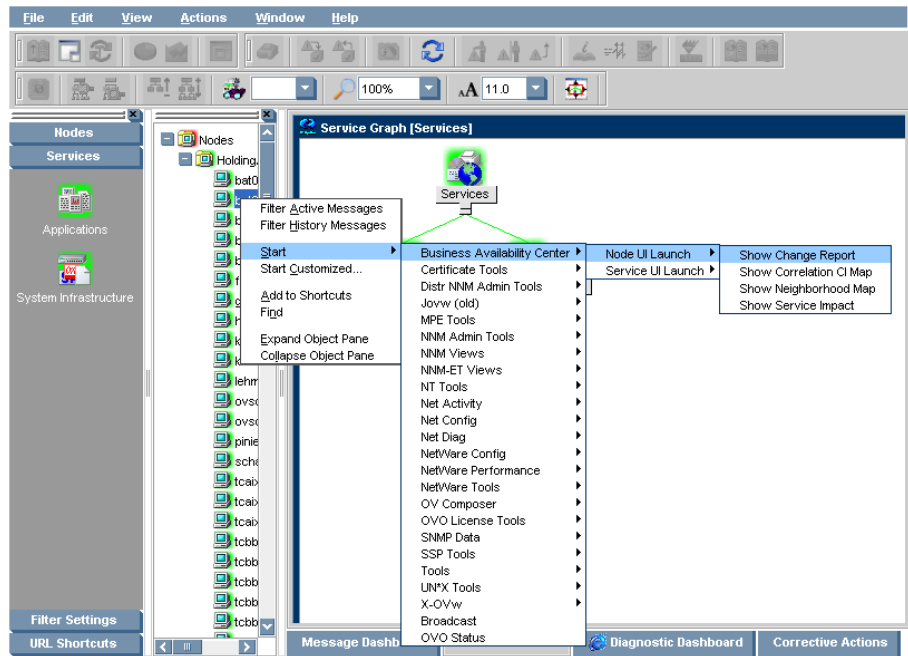 File Edit View Actions Window Help
100% AA 11.0
Nodes
Services
Applications
System Infrastructure
Filter Settings
URL Shortcuts
Nodes
Holding
bat0
lehm
ovso
ovso
pinie
tcaix
tcaix
tcaix
tcbb
tcbb
tcbb
tcbb
tcbb
Service Graph [Services]
Services
Filter Active Messages
Filter History Messages
Start
Start Customized...
Add to Shortcuts
Find
Expand Object Pane
Collapse Object Pane
Business Availability Center
Certificate Tools
Distr NNM Admin Tools
Jovw (old)
MPE Tools
NNM Admin Tools
NNM Views
NNM-ET Views
NT Tools
Net Activity
Net Config
Net Diag
NetWare Config
NetWare Performance
NetWare Tools
OV Composer
OVO License Tools
SNMP Data
SSP Tools
Tools
UN*X Tools
X-OVw
Broadcast
OVO Status
Node UI Launch
Service UI Launch
Show Change Report
Show Correlation CI Map
Show Neighborhood Map
Show Service Impact
Message Dashb
Diagnostic Dashboard
Corrective Actions